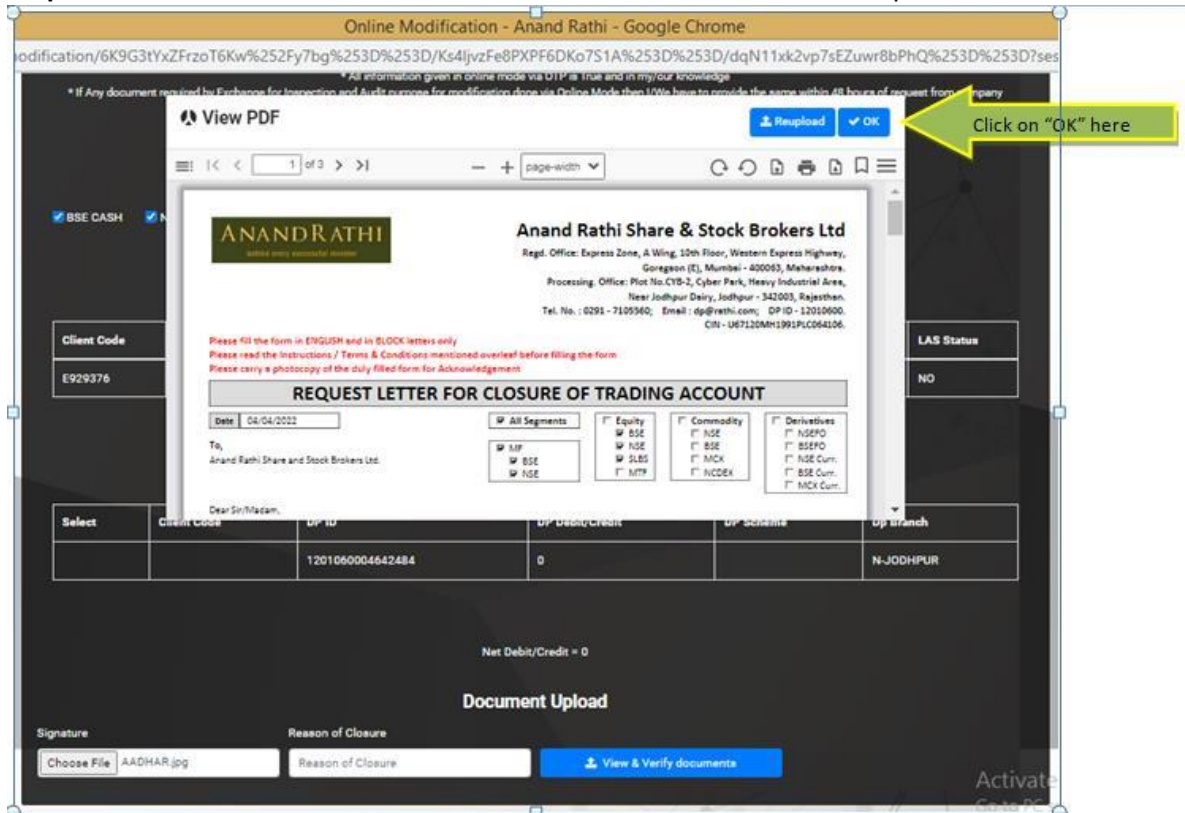 Online Modification - Anand Rathi - Google Chrome
odification/6K9G3tYxZFrzoT6Kw%252Fy7bg%253D%253D/Ks4ljvzFe8PXPF6DKo7S1A%253D%253D/dqN11xk2vp7sEZuwr8bPhQ%253D%253D?ses
* All information given in online mode via OTP is True and in my/our knowledge
* If Any document required by Exchange for Inspection and Audit purpose for modification done via Online Mode then I/We have to provide the same within 48 hours of request from company
View PDF
Reupload
OK
Click on "OK" here
1 of 3
page-width
BSE CASH
N
ANANDRATHI
Anand Rathi Share & Stock Brokers Ltd
Regd. Office: Express Zone, A Wing, 10th Floor, Western Express Highway,
Goregaon (E), Mumbai - 400063, Maharashtra.
Processing. Office: Plot No.CYB-2, Cyber Park, Heavy Industrial Area,
Near Jodhpur Dairy, Jodhpur - 342003, Rajasthan.
Tel. No. : 0291 - 7105560; Email : dp@rathi.com; DP ID - 12010600.
CIN - U67120MH1991PLC064106.
Please fill the form in ENGLISH and in BLOCK letters only
Please read the Instructions / Terms & Conditions mentioned overleaf before filling the form
Please carry a photocopy of the duly filled form for Acknowledgement
Client Code
LAS Status
E929376
NO
REQUEST LETTER FOR CLOSURE OF TRADING ACCOUNT
Date 04/04/2022
To,
Anand Rathi Share and Stock Brokers Ltd.
All Segments
MF
BSE
NSE
Equity
BSE
NSE
SLBS
MTF
Commodity
NSE
BSE
MCX
NCDEX
Derivatives
NSEFO
BSEFO
NSE Curr.
BSE Curr.
MCX Curr.
Dear Sir/Madam,
Select Client Code DP ID DP Debit/Credit DP Scheme Dp Branch
1201060004642484 0 N-JODHPUR
Net Debit/Credit = 0
Document Upload
Signature Reason of Closure
Choose File AADHAR.jpg Reason of Closure View & Verify documents
Activate
Go to PC